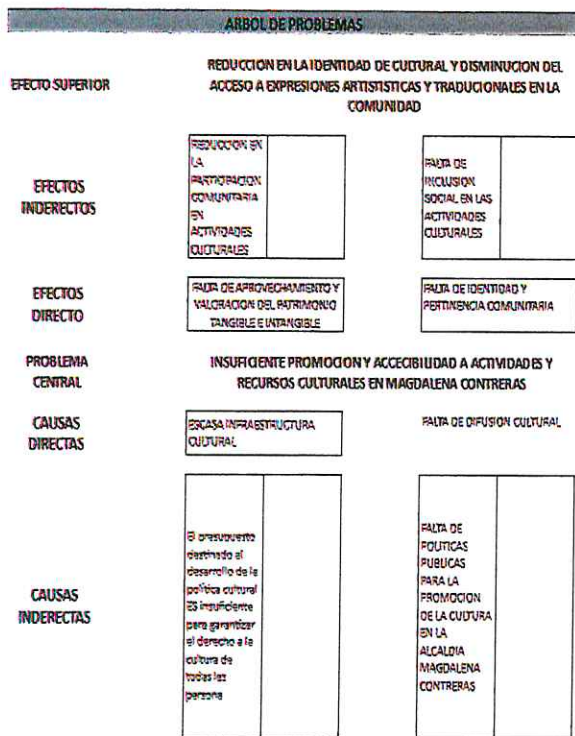 ARBOL DE PROBLEMAS
EFECTO SUPERIOR
REDUCCION EN LA IDENTIDAD DE CULTURAL Y DISMINUCION DEL
ACCESO A EXPRESIONES ARTISTISTICAS Y TRADUCIONALES EN LA
COMUNIDAD
EFECTOS
INDERECTOS
REDUCCION EN
LA
PARTICIPACION
COMUNITARIA
EN
ACTIVIDADES
CULTURALES
FALTA DE
INCLUSION
SOCIAL EN LAS
ACTIVIDADES
CULTURALES
EFECTOS
DIRECTO
FALTA DE APROVECHAMIENTO Y
VALORACION DEL PATRIMONIO
TANGIBLE E INTANGIBLE
FALTA DE IDENTIDAD Y
PERTINENCIA COMUNITARIA
PROBLEMA
CENTRAL
INSUFICIENTE PROMOCION Y ACCECIBILIDAD A ACTIVIDADES Y
RECURSOS CULTURALES EN MAGDALENA CONTRERAS
CAUSAS
DIRECTAS
ESCASA INFRAESTRUCTURA
CULTURAL
FALTA DE DIFUSION CULTURAL
CAUSAS
INDERECTAS
El presupuesto
destinado al
desarrollo de la
política cultural
ES insuficiente
para garantizar
el derecho a la
cultura de
todas las
persona
FALTA DE
POLITICAS
PUBLICAS
PARA LA
PROMOCION
DE LA CULTURA
EN LA
ALCALDIA
MAGDALENA
CONTRERAS